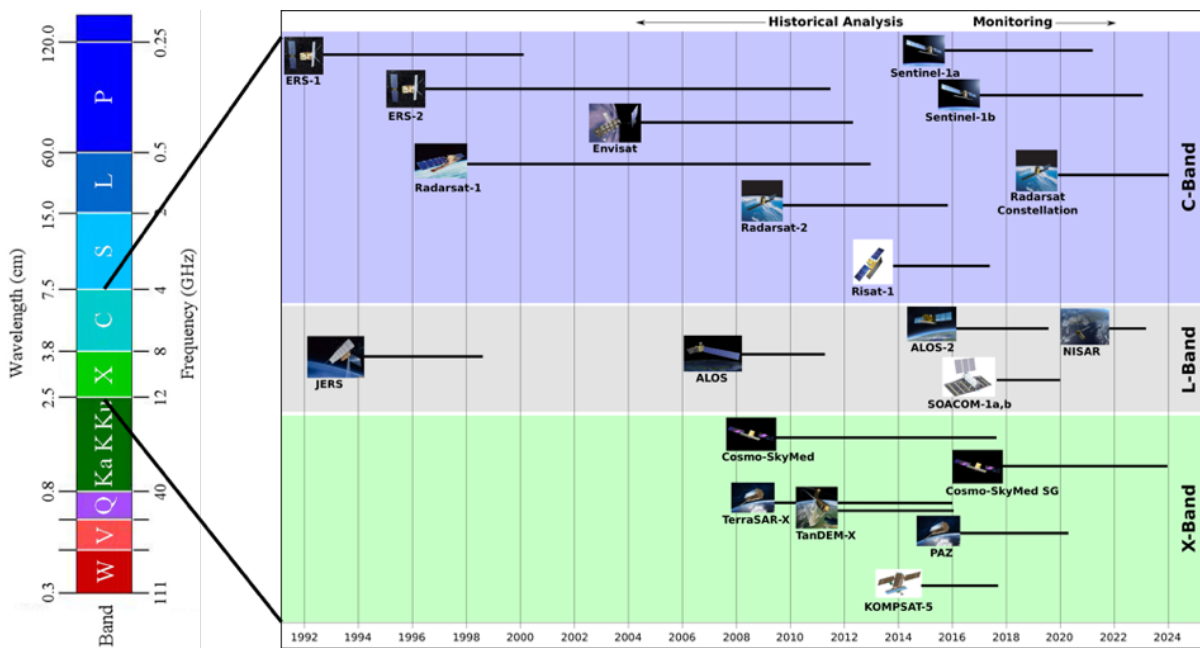 Historical Analysis
Monitoring
Wavelength (cm)
120.0
60.0
15.0
7.5
3.8
2.5
0.8
0.3
P
L
S
C
X
Ku
K
Ka
Q
V
W
Band
Frequency (GHz)
0.25
0.5
4
8
12
40
111
C-Band
ERS-1
ERS-2
Envisat
Radarsat-1
Radarsat-2
Risat-1
Sentinel-1a
Sentinel-1b
Radarsat
Constellation
L-Band
JERS
ALOS
ALOS-2
NISAR
SOACOM-1a,b
X-Band
Cosmo-SkyMed
Cosmo-SkyMed SG
TerraSAR-X
TanDEM-X
PAZ
KOMPSAT-5
1992
1994
1996
1998
2000
2002
2004
2006
2008
2010
2012
2014
2016
2018
2020
2022
2024